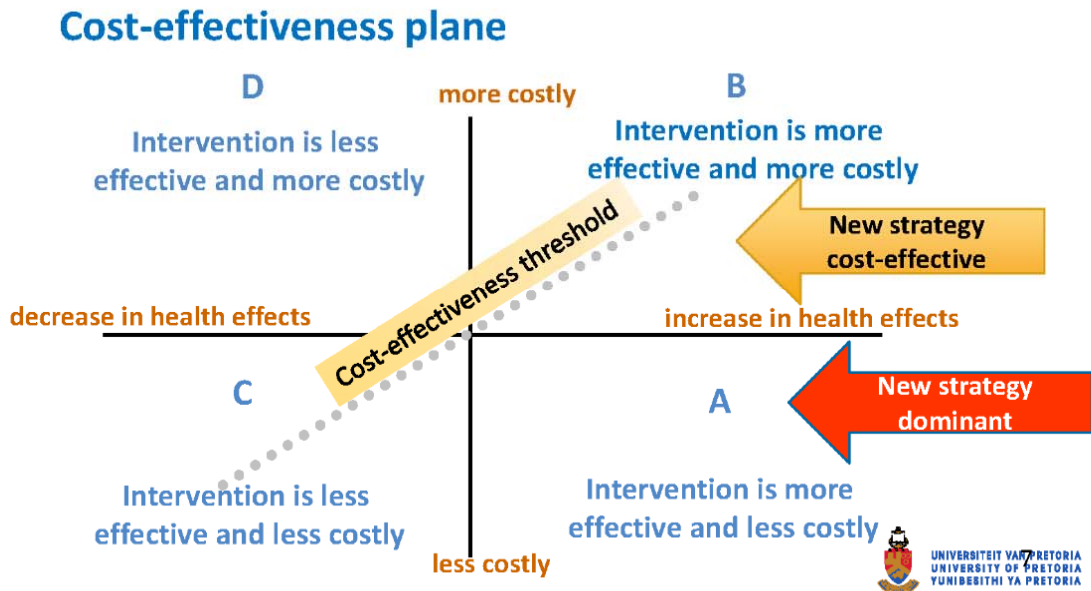 Cost-effectiveness plane
D
more costly
B
Intervention is less
effective and more costly
Intervention is more
effective and more costly
Cost-effectiveness threshold
New strategy
cost-effective
decrease in health effects
increase in health effects
C
A
New strategy
dominant
Intervention is less
effective and less costly
Intervention is more
effective and less costly
less costly
7
UNIVERSITEIT VAN PRETORIA
UNIVERSITY OF PRETORIA
YUNIBESITHI YA PRETORIA